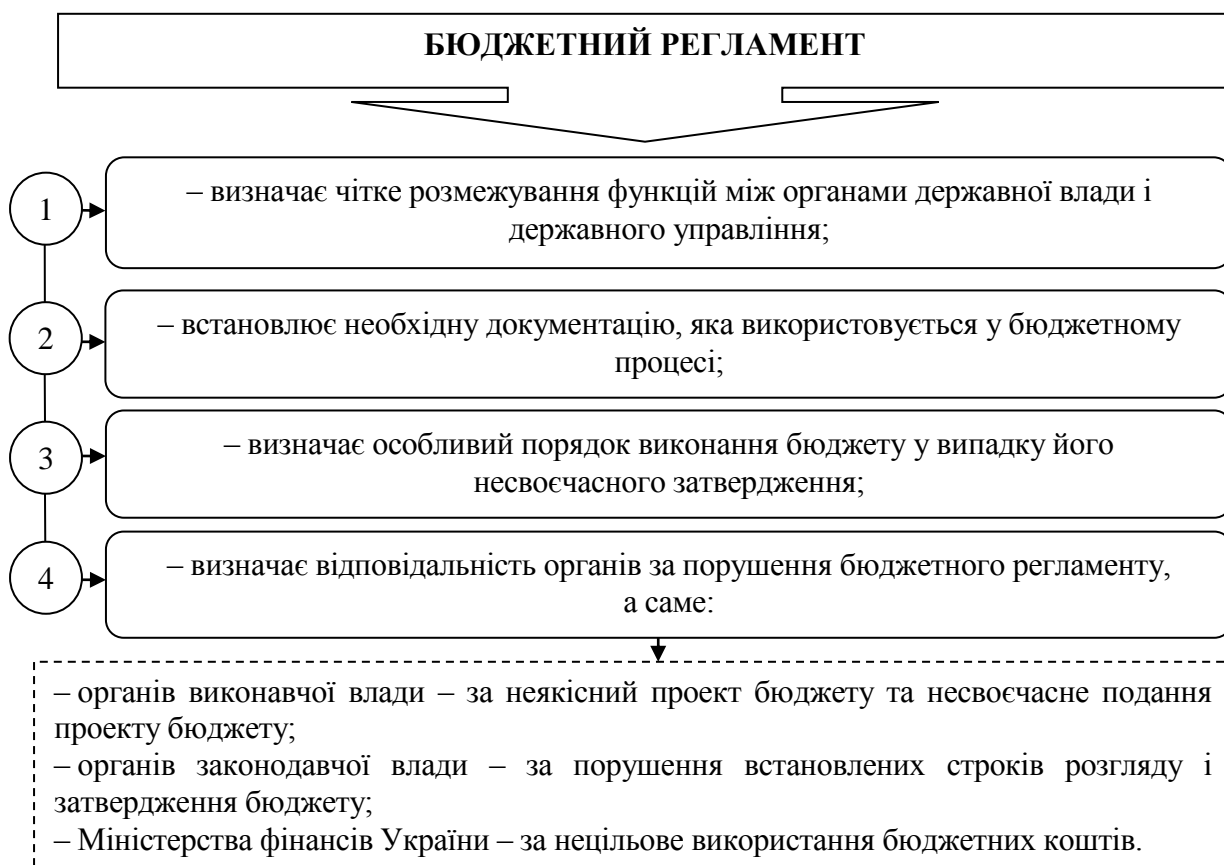 БЮДЖЕТНИЙ РЕГЛАМЕНТ
1
– визначає чітке розмежування функцій між органами державної влади і
державного управління;
2
– встановлює необхідну документацію, яка використовується у бюджетному
процесі;
3
– визначає особливий порядок виконання бюджету у випадку його
несвоєчасного затвердження;
4
– визначає відповідальність органів за порушення бюджетного регламенту,
а саме:
– органів виконавчої влади – за неякісний проект бюджету та несвоєчасне подання
проекту бюджету;
– органів законодавчої влади – за порушення встановлених строків розгляду і
затвердження бюджету;
– Міністерства фінансів України – за нецільове використання бюджетних коштів.